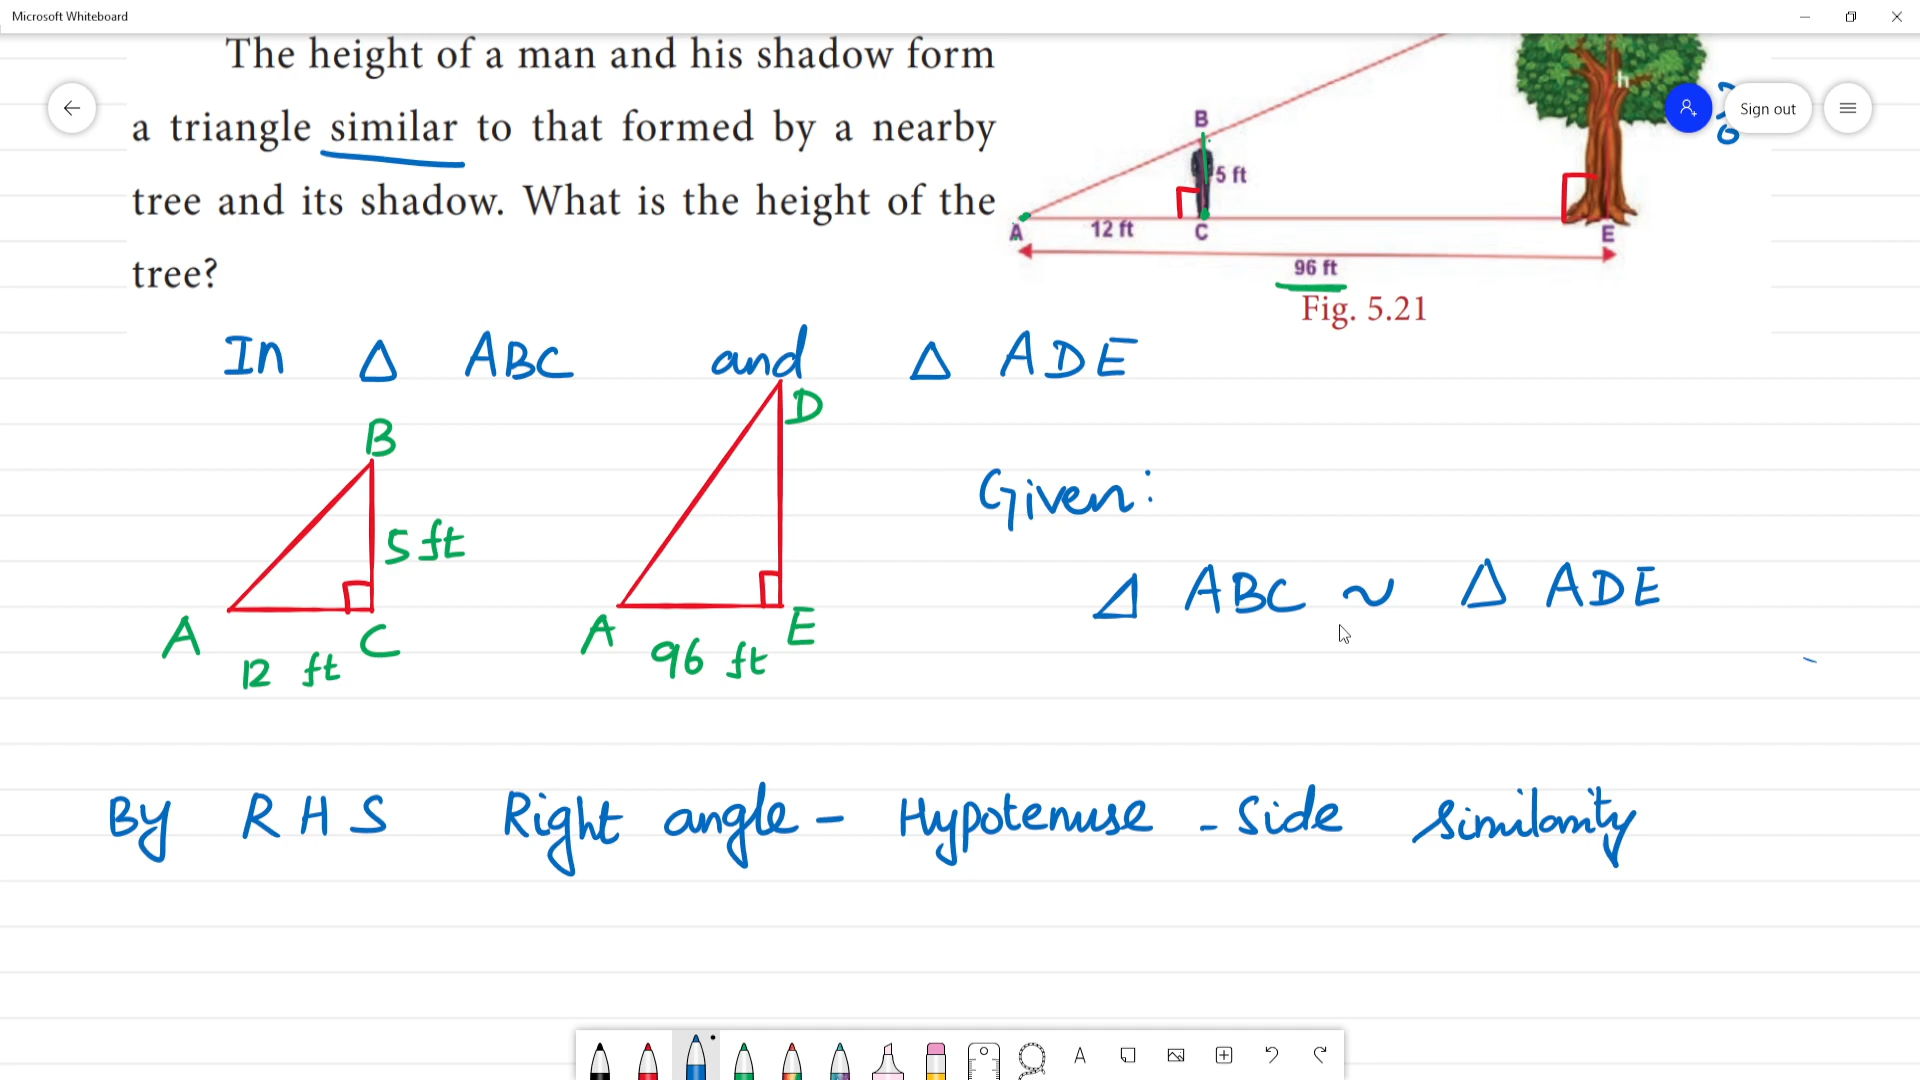 Microsoft Whiteboard
The height of a man and his shadow form
a triangle similar to that formed by a nearby
tree and its shadow. What is the height of the
tree?
h
Sign out
B
5 ft
A
12 ft
C
E
96 ft
Fig. 5.21
In Δ ABC and Δ ADE
D
B
Given:
5 ft
Δ ABC ~ Δ ADE
A
C
A
E
12 ft
96 ft
By RHS Right angle - Hypotenuse - Side similarity
A